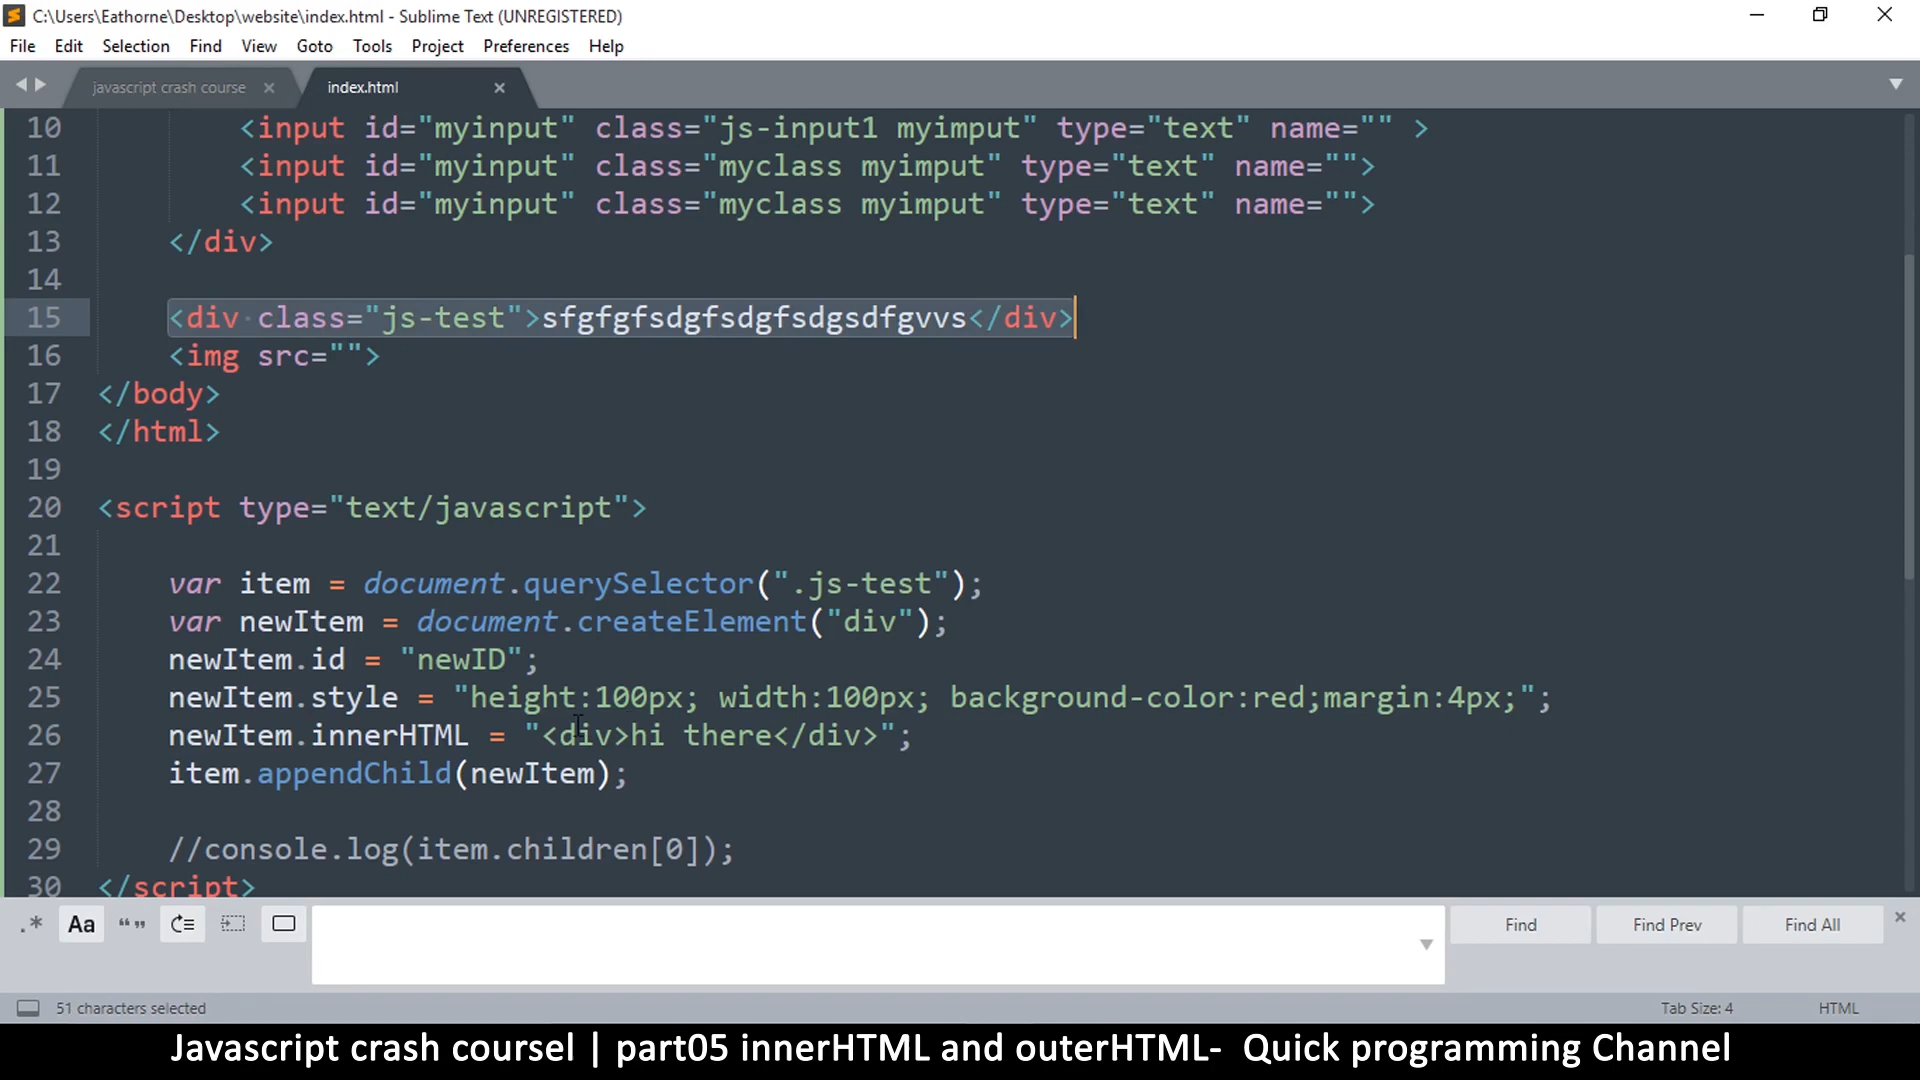 C:\Users\Eathorne\Desktop\website\index.html - Sublime Text (UNREGISTERED)
File Edit Selection Find View Goto Tools Project Preferences Help
javascript crash course × index.html ×
10 <input id="myinput" class="js-input1 myimput" type="text" name="" >
11 <input id="myinput" class="myclass myimput" type="text" name="">
12 <input id="myinput" class="myclass myimput" type="text" name="">
13 </div>
14
15 <div class="js-test">sfgfgfsdgfsdgfsdgsdfgvvs</div>
16 <img src="">
17 </body>
18 </html>
19
20 <script type="text/javascript">
21
22 var item = document.querySelector(".js-test");
23 var newItem = document.createElement("div");
24 newItem.id = "newID";
25 newItem.style = "height:100px; width:100px; background-color:red;margin:4px;";
26 newItem.innerHTML = "<div>hi there</div>";
27 item.appendChild(newItem);
28
29 //console.log(item.children[0]);
30 </script>
.* Aa “” Find Find Prev Find All ×
51 characters selected Tab Size: 4 HTML
Javascript crash coursel | part05 innerHTML and outerHTML- Quick programming Channel